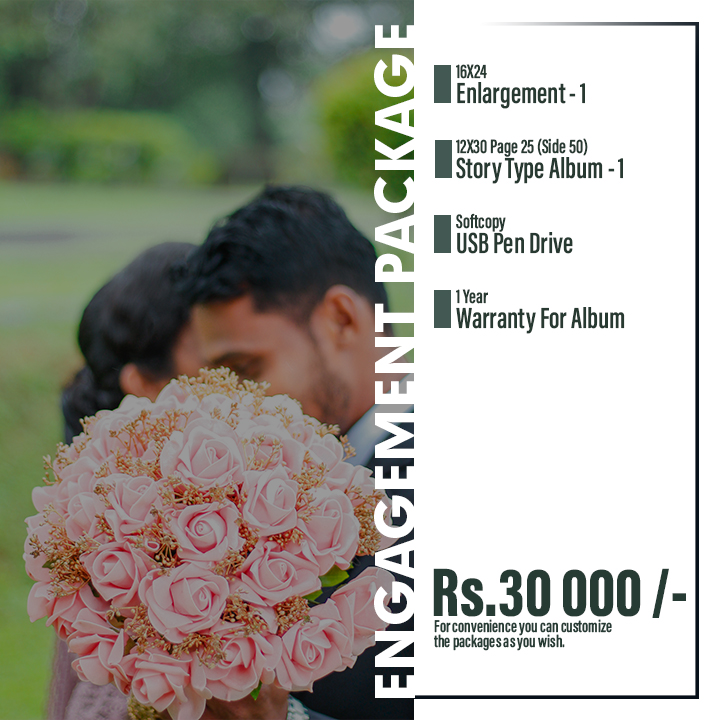 ENGAGEMENT PACKAGE
16X24
Enlargement - 1
12X30 Page 25 (Side 50)
Story Type Album - 1
Softcopy
USB Pen Drive
1 Year
Warranty For Album
Rs.30 000 /-
For convenience you can customize
the packages as you wish.